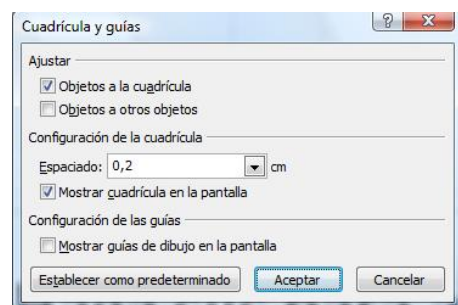 Cuadrícula y guías
Ajustar
Objetos a la cuadrícula
Objetos a otros objetos
Configuración de la cuadrícula
Espaciado: 0,2 cm
Mostrar cuadrícula en la pantalla
Configuración de las guías
Mostrar guías de dibujo en la pantalla
Establecer como predeterminado Aceptar Cancelar